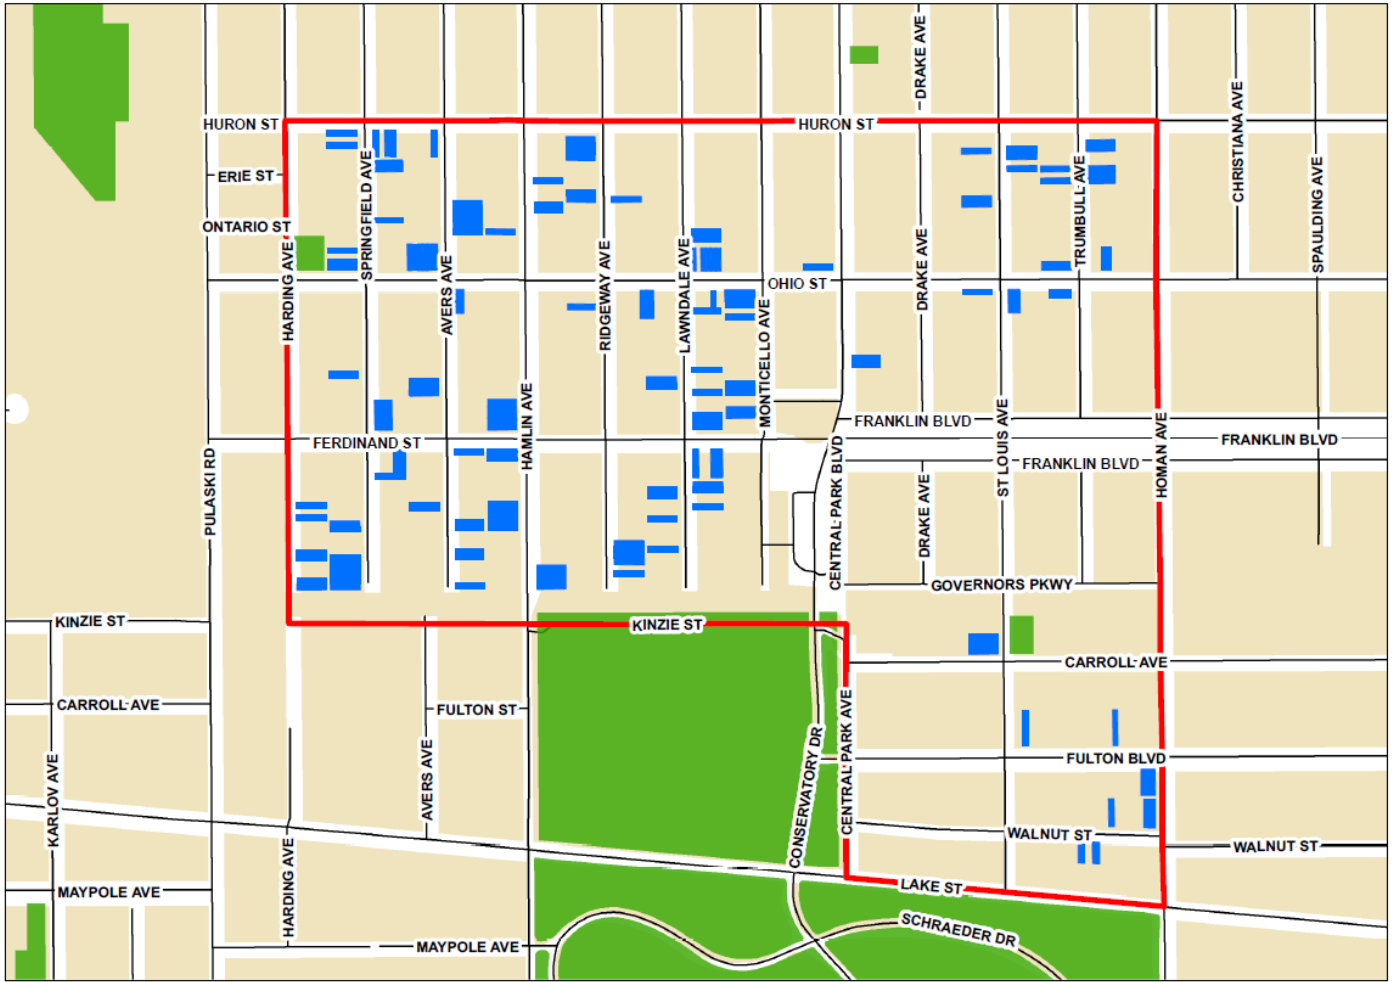 DRAKE AVE
HURON ST
HURON ST
CHRISTIANA AVE
ERIE ST
SPRINGFIELD AVE
TRUMBULL AVE
SPAULDING AVE
ONTARIO ST
HARDING AVE
AVERS AVE
RIDGEWAY AVE
LAWNDALE AVE
DRAKE AVE
OHIO ST
MONTICELLO AVE
HAMLIN AVE
ST LOUIS AVE
HOMAN AVE
FRANKLIN BLVD
FERDINAND ST
FRANKLIN BLVD
PULASKI RD
CENTRAL PARK BLVD
FRANKLIN BLVD
DRAKE AVE
GOVERNORS PKWY
KINZIE ST
KINZIE ST
CARROLL AVE
CARROLL AVE
FULTON ST
CENTRAL PARK AVE
CONSERVATORY DR
KARLOV AVE
AVERS AVE
FULTON BLVD
WALNUT ST
WALNUT ST
HARDING AVE
LAKE ST
MAYPOLE AVE
SCHRAEDER DR
MAYPOLE AVE